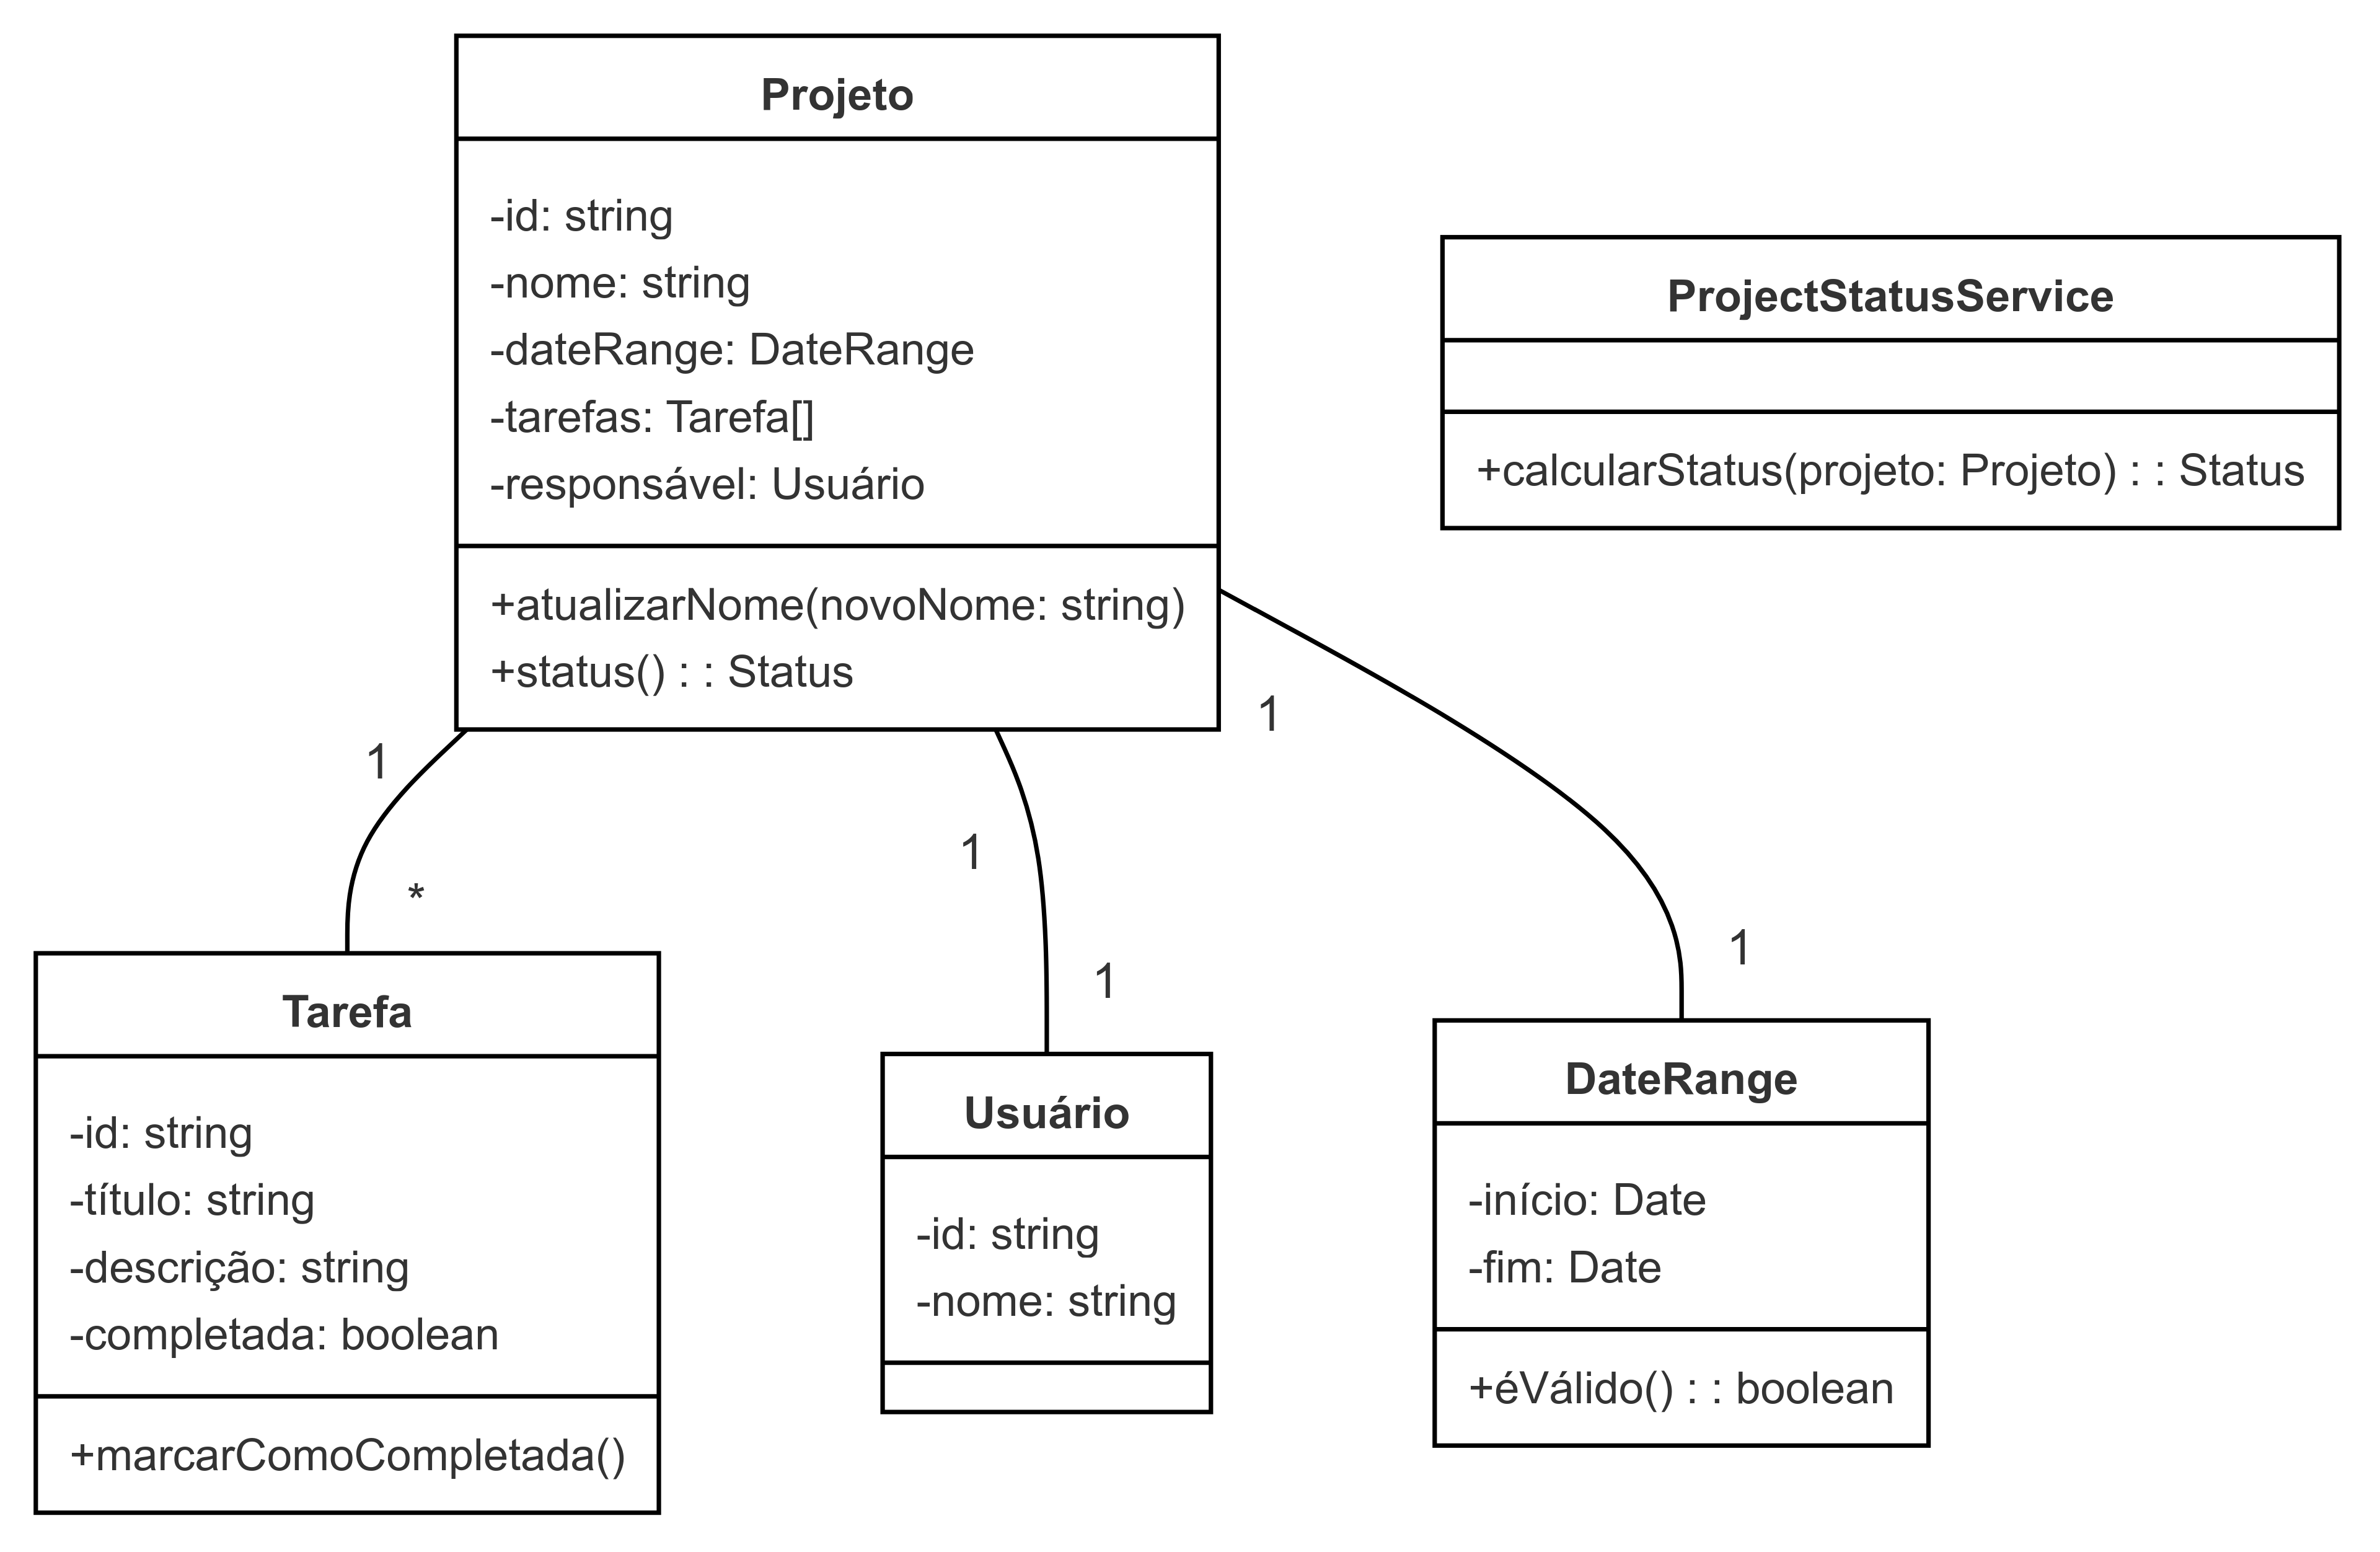 Projeto
-id: string
-nome: string
-dateRange: DateRange
-tarefas: Tarefa[]
-responsável: Usuário
+atualizarNome(novoNome: string)
+status() : : Status
ProjectStatusService
+calcularStatus(projeto: Projeto) : : Status
1
*
1
1
1
1
Tarefa
-id: string
-título: string
-descrição: string
-completada: boolean
+marcarComoCompletada()
Usuário
-id: string
-nome: string
DateRange
-início: Date
-fim: Date
+éVálido() : : boolean